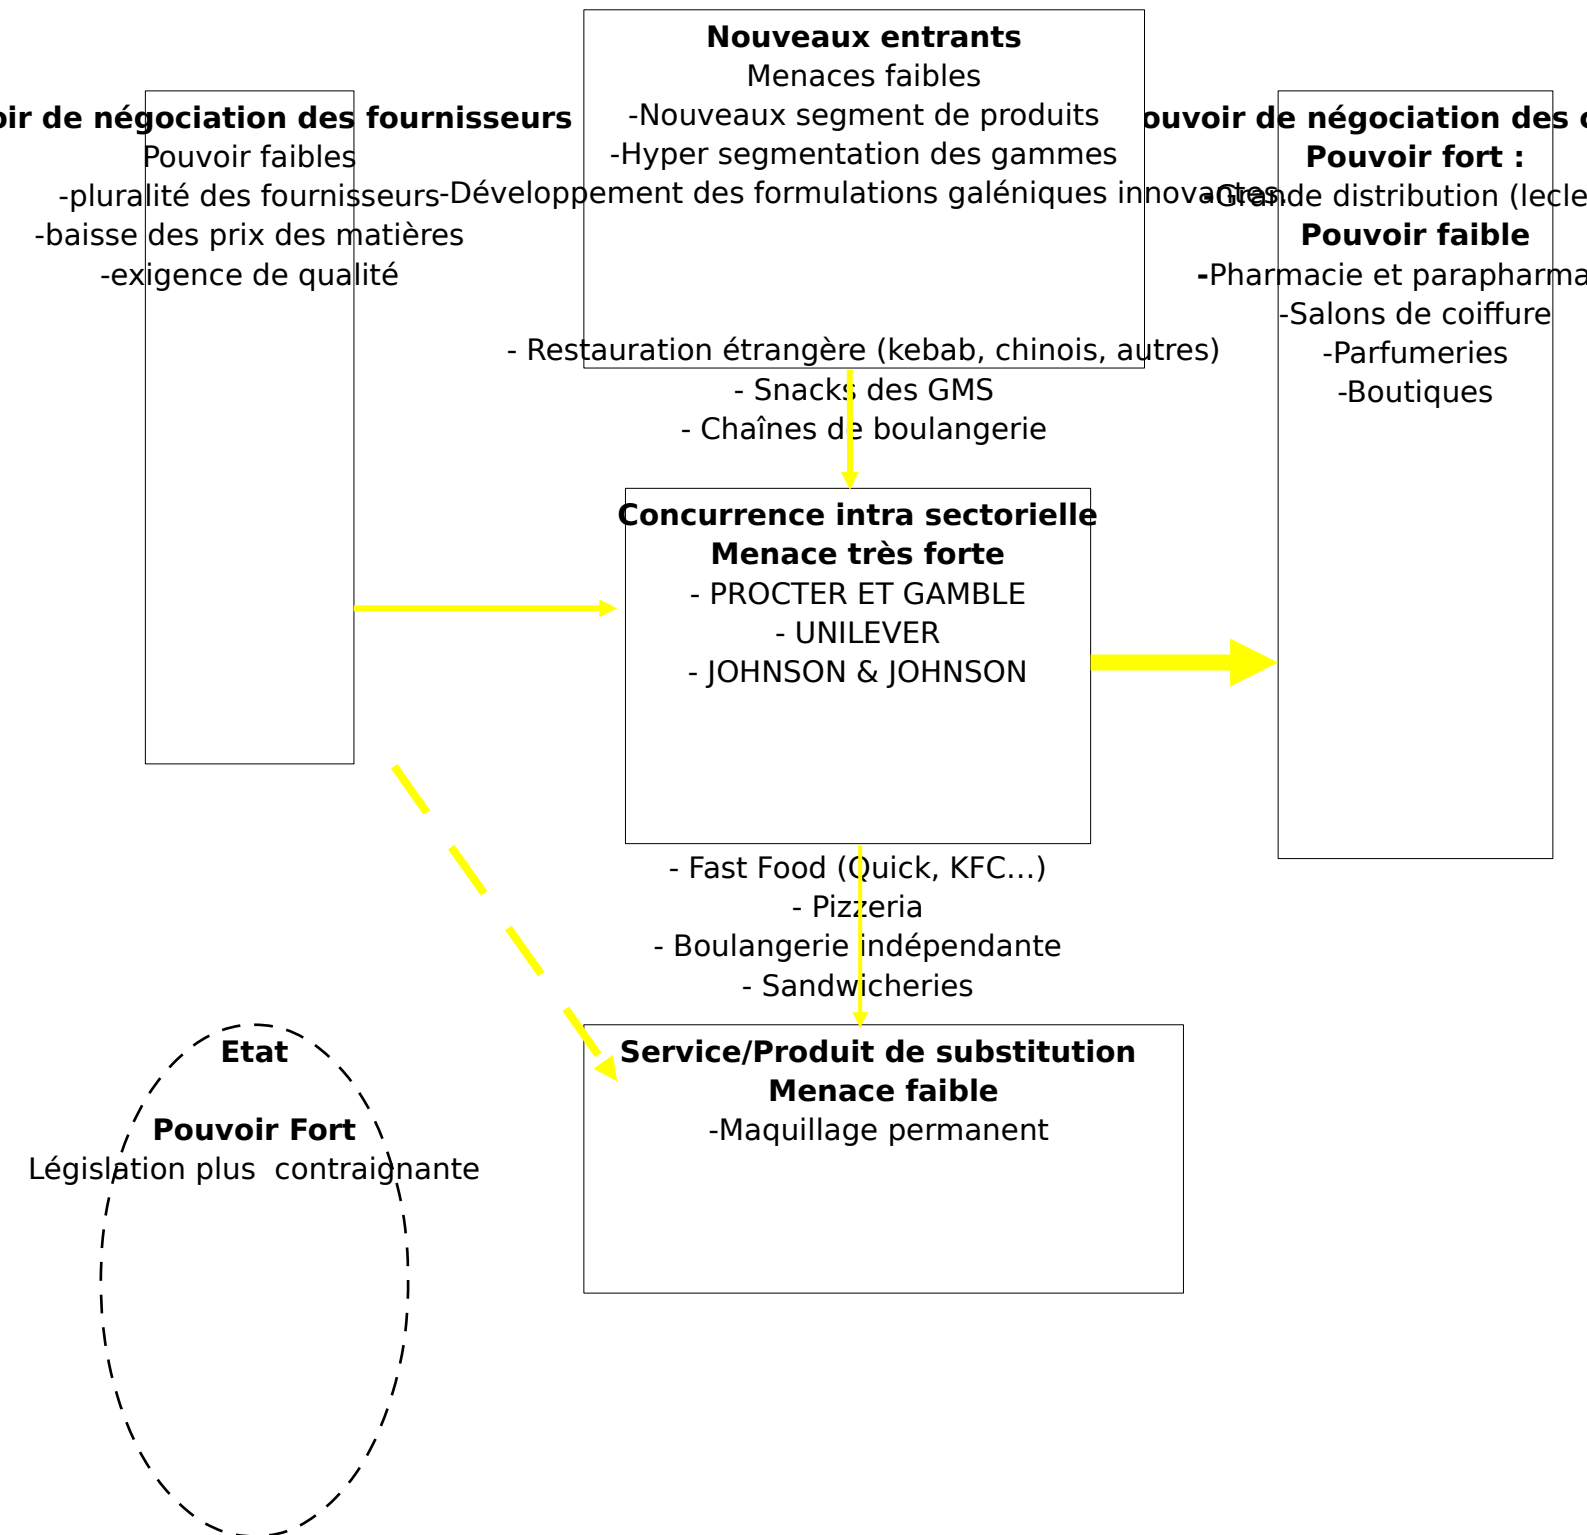 Nouveaux entrants
Menaces faibles
-Nouveaux segment de produits
-Hyper segmentation des gammes
-Développement des formulations galéniques innovantes.
- Restauration étrangère (kebab, chinois, autres)
- Snacks des GMS
- Chaînes de boulangerie
de négociation des fournisseurs
Pouvoir faibles
-pluralité des fournisseurs
-baisse des prix des matières
-exigence de qualité
de négociation des
Pouvoir fort :
-Grande distribution
Pouvoir faible
-Pharmacie et
-Salons de coiffure
-Parfumeries
-Boutiques
Concurrence intra sectorielle
Menace très forte
- PROCTER ET GAMBLE
- UNILEVER
- JOHNSON & JOHNSON
- Fast Food (Quick, KFC…)
- Pizzeria
- Boulangerie indépendante
- Sandwicheries
Service/Produit de substitution
Menace faible
-Maquillage permanent
Etat
Pouvoir Fort
Législation plus  contraignante